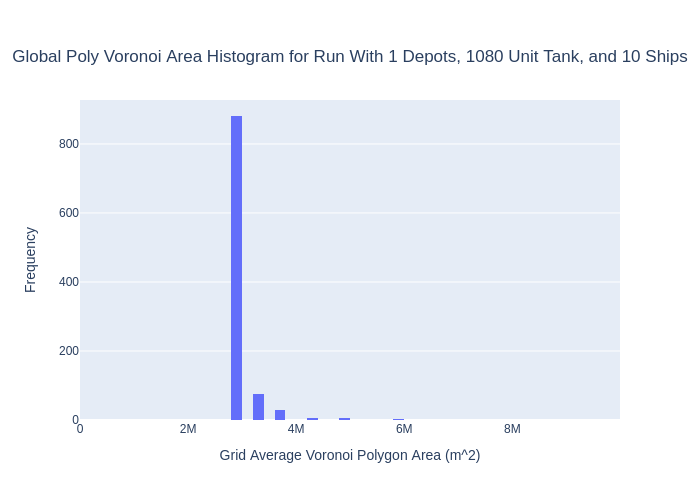 Global Poly Voronoi Area Histogram for Run With 1 Depots, 1080 Unit Tank, and 10 Ships
800
600
400
200
0
Frequency
0 2M 4M 6M 8M
Grid Average Voronoi Polygon Area (m^2)